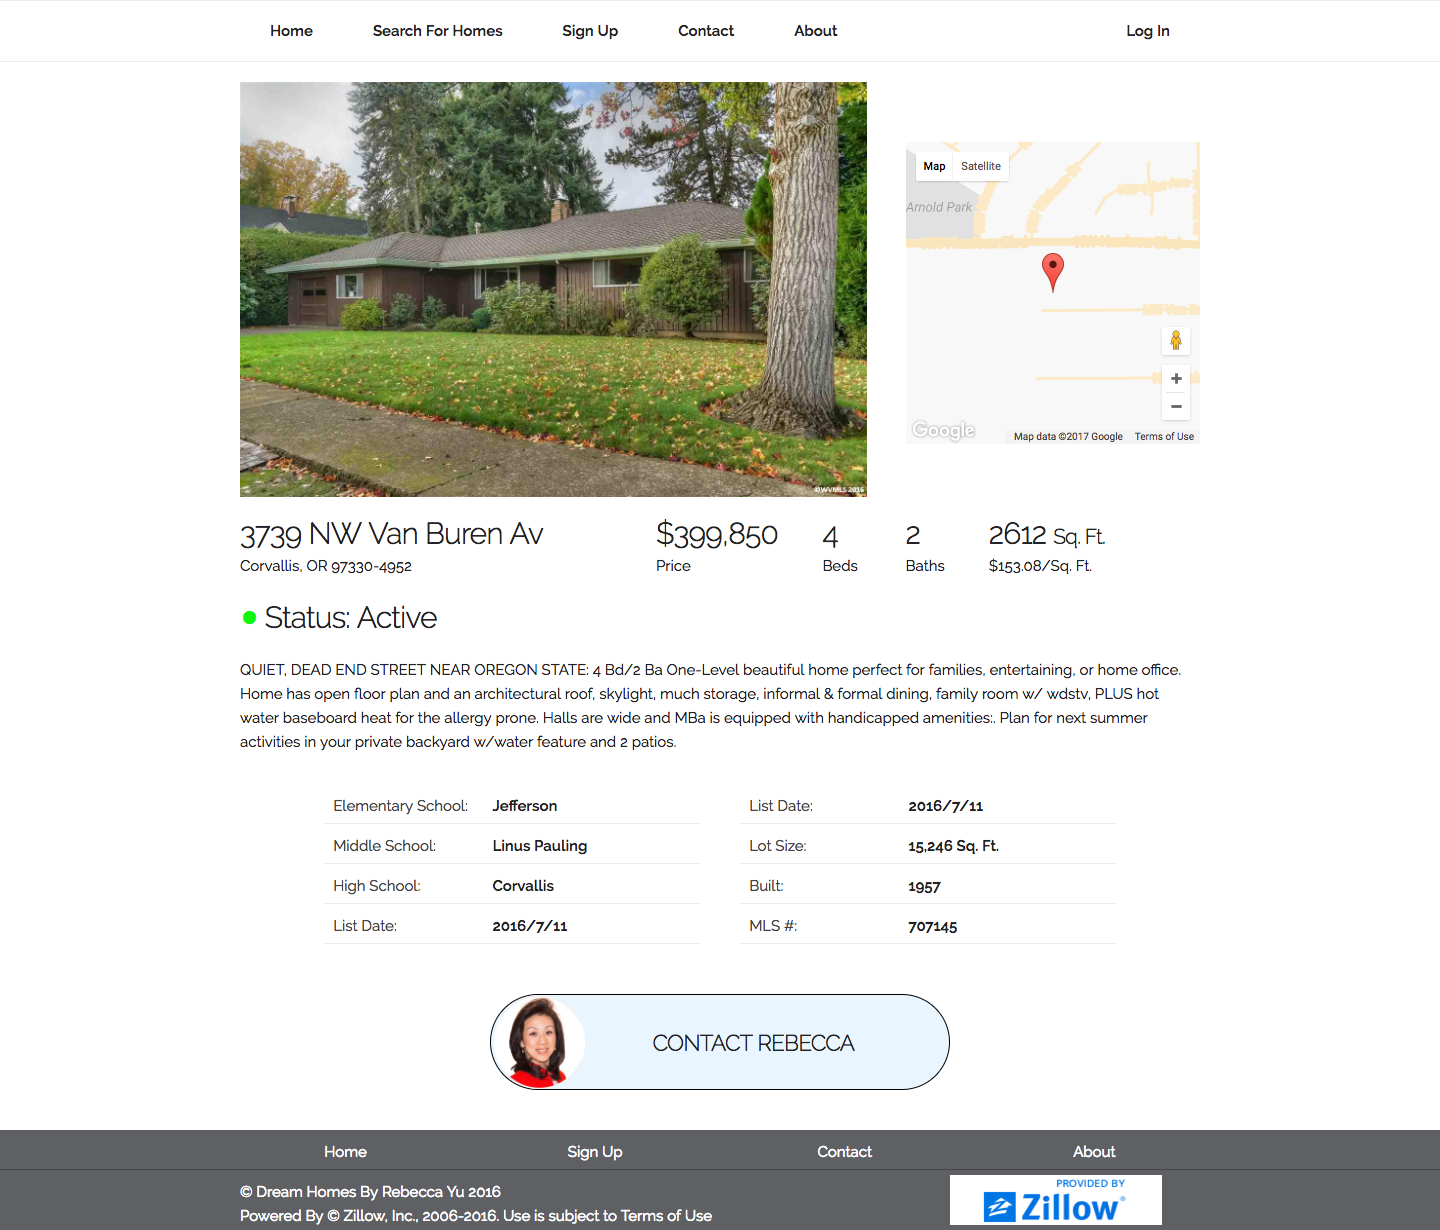 Home Search For Homes Sign Up Contact About Log In
Map Satellite
Arnold Park
Google
Map data ©2017 Google Terms of Use
©WVMLS 2016
3739 NW Van Buren Av
Corvallis, OR 97330-4952
$399,850
Price
4
Beds
2
Baths
2612 Sq. Ft.
$153.08/Sq. Ft.
Status: Active
QUIET, DEAD END STREET NEAR OREGON STATE: 4 Bd/2 Ba One-Level beautiful home perfect for families, entertaining, or home office.
Home has open floor plan and an architectural roof, skylight, much storage, informal & formal dining, family room w/ wdstv, PLUS hot
water baseboard heat for the allergy prone. Halls are wide and MBa is equipped with handicapped amenities:. Plan for next summer
activities in your private backyard w/water feature and 2 patios.
Elementary School: Jefferson
Middle School: Linus Pauling
High School: Corvallis
List Date: 2016/7/11
List Date: 2016/7/11
Lot Size: 15,246 Sq. Ft.
Built: 1957
MLS #: 707145
CONTACT REBECCA
Home Sign Up Contact About
© Dream Homes By Rebecca Yu 2016
Powered By © Zillow, Inc., 2006-2016. Use is subject to Terms of Use
PROVIDED BY
Zillow®